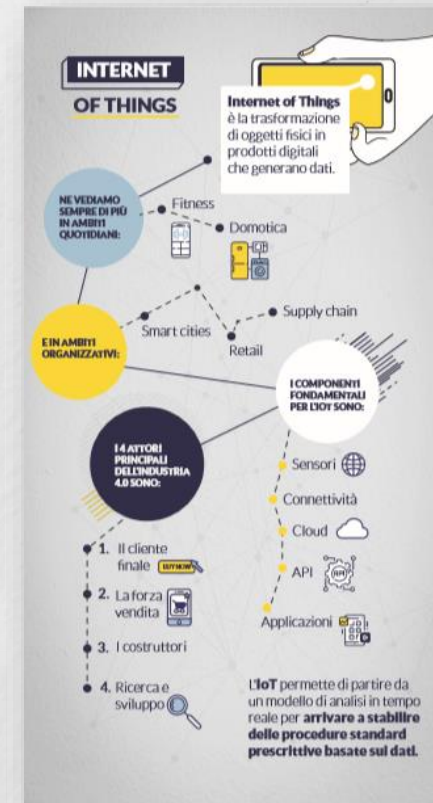 INTERNET
OF THINGS
Internet of Things
è la trasformazione
di oggetti fisici in
prodotti digitali
che generano dati.
NE VEDIAMO
SEMPRE DI PIÙ
IN AMBITI
QUOTIDIANI:
Fitness
Domotica
E IN AMBITI
ORGANIZZATIVI:
Smart cities
Supply chain
Retail
I COMPONENTI
FONDAMENTALI
PER L'IOT SONO:
Sensori
Connettività
Cloud
API
API
Applicazioni
I 4 ATTORI
PRINCIPALI
DELL'INDUSTRIA
4.0 SONO:
1. Il cliente
finale
BUY NOW
2. La forza
vendita
3. I costruttori
4. Ricerca e
sviluppo
L'IoT permette di partire da
un modello di analisi in tempo
reale per arrivare a stabilire
delle procedure standard
prescrittive basate sui dati.